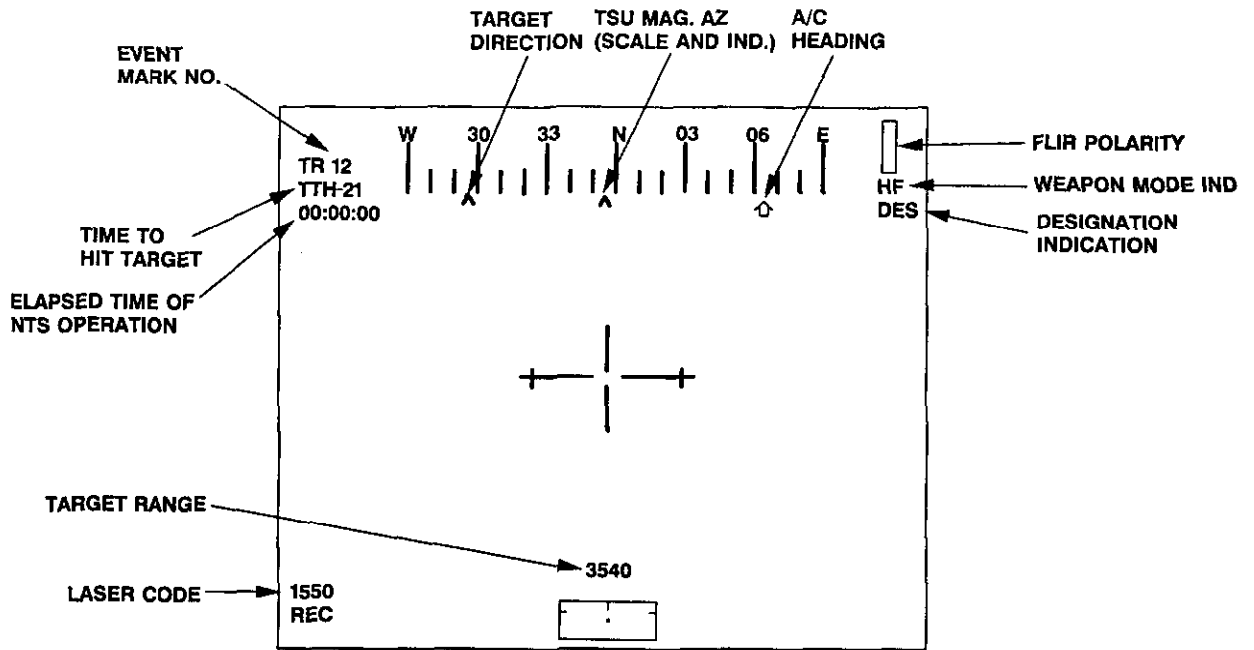 TARGET DIRECTION
TSU MAG. AZ (SCALE AND IND.)
A/C HEADING
EVENT MARK NO.
W 30 33 N 03 06 E
FLIR POLARITY
TR 12
TTH-21
00:00:00
HF
DES
WEAPON MODE IND
DESIGNATION INDICATION
TIME TO HIT TARGET
ELAPSED TIME OF NTS OPERATION
TARGET RANGE
3540
LASER CODE
1550
REC